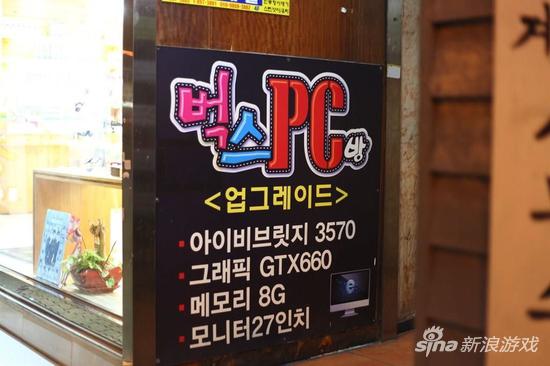 벅스PC방
<업그레이드>
· 아이비브릿지 3570
· 그래픽 GTX660
· 메모리 8G
· 모니터27인치
sina 新浪游戏